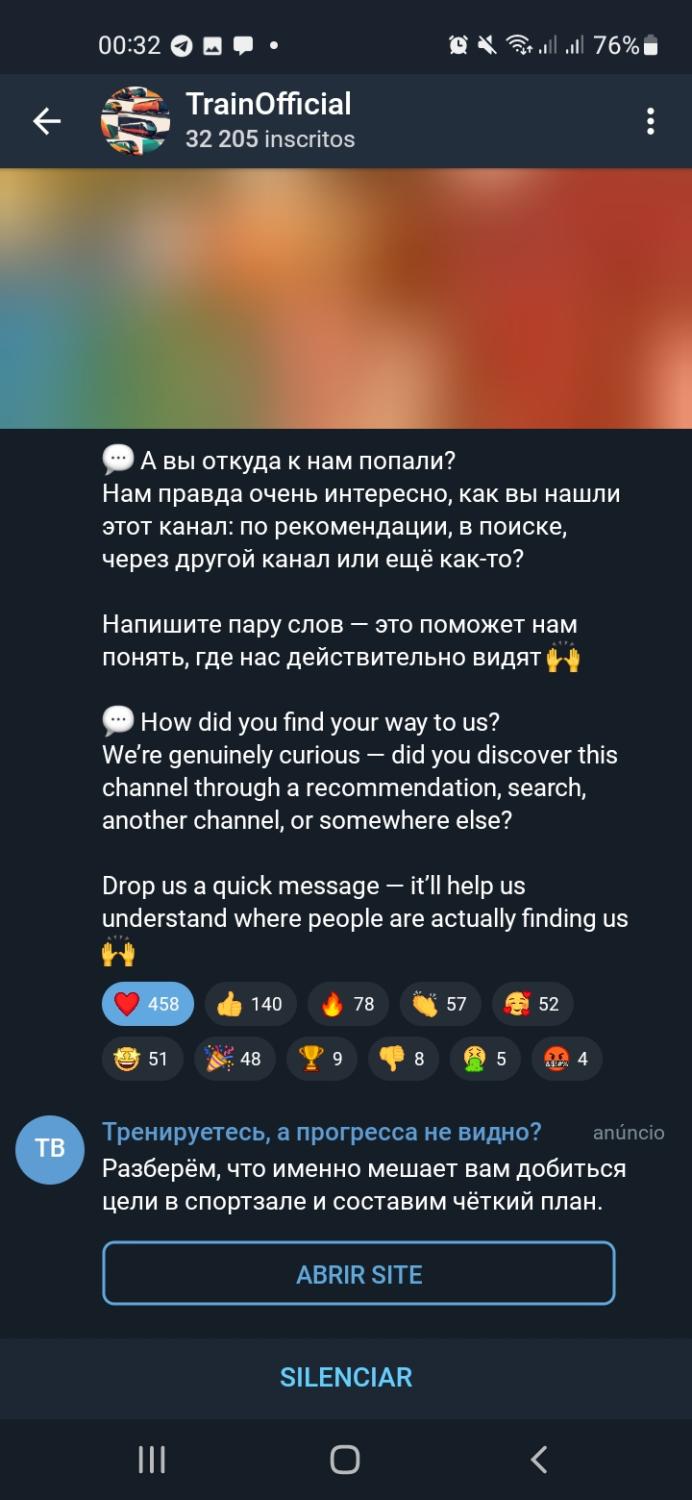 00:32
76%
TrainOfficial
32 205 inscritos
💬 А вы откуда к нам попали?
Нам правда очень интересно, как вы нашли
этот канал: по рекомендации, в поиске,
через другой канал или ещё как-то?
Напишите пару слов — это поможет нам
понять, где нас действительно видят 🙌
💬 How did you find your way to us?
We’re genuinely curious — did you discover this
channel through a recommendation, search,
another channel, or somewhere else?
Drop us a quick message — it’ll help us
understand where people are actually finding us
🙌
❤️ 458 👍 140 🔥 78 👏 57 🥰 52
🤩 51 🎉 48 🏆 9 👎 8 🤮 5 🤬 4
ТВ
Тренируетесь, а прогресса не видно? anúncio
Разберём, что именно мешает вам добиться
цели в спортзале и составим чёткий план.
ABRIR SITE
SILENCIAR